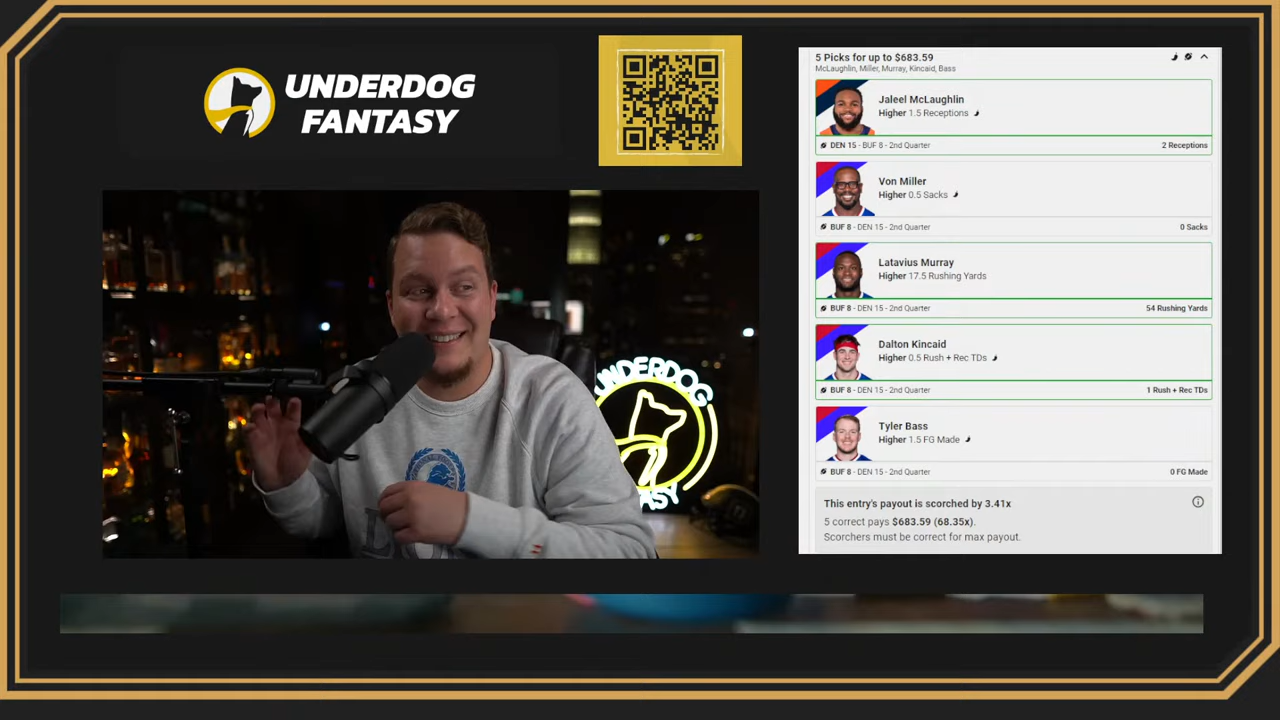 UNDERDOG
FANTASY
5 Picks for up to $683.59
McLaughlin, Miller, Murray, Kincaid, Bass
Jaleel McLaughlin
Higher 1.5 Receptions
DEN 15 - BUF 8 - 2nd Quarter
2 Receptions
Von Miller
Higher 0.5 Sacks
BUF 8 - DEN 15 - 2nd Quarter
0 Sacks
Latavius Murray
Higher 17.5 Rushing Yards
BUF 8 - DEN 15 - 2nd Quarter
54 Rushing Yards
Dalton Kincaid
Higher 0.5 Rush + Rec TDs
BUF 8 - DEN 15 - 2nd Quarter
1 Rush + Rec TDs
Tyler Bass
Higher 1.5 FG Made
BUF 8 - DEN 15 - 2nd Quarter
0 FG Made
This entry's payout is scorched by 3.41x
5 correct pays $683.59 (68.35x).
Scorchers must be correct for max payout.
UNDERDOG